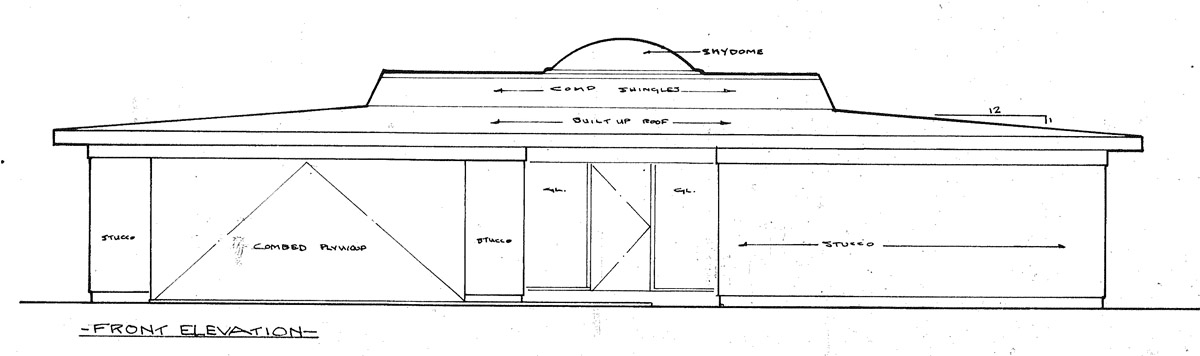 SKYDOME
COMP SHINGLES
12
1
BUILT UP ROOF
GL.
GL.
STUCCO
COMBED PLYWOOD
STUCCO
STUCCO
-FRONT ELEVATION-